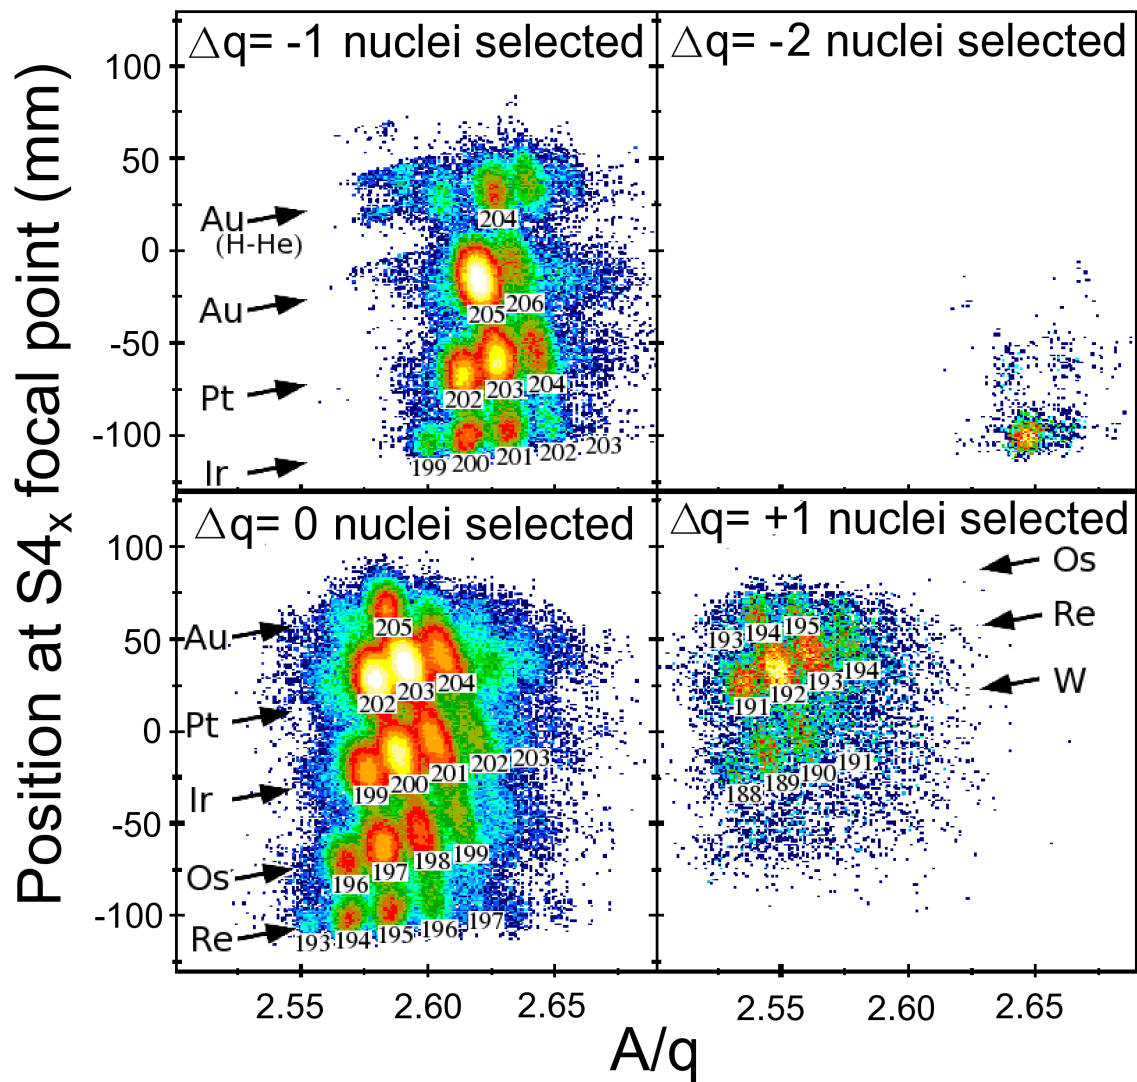 Δq= -1 nuclei selected
Δq= -2 nuclei selected
Position at S4x focal point (mm)
100
50
0
-50
-100
Au
(H-He)
Au
Pt
Ir
204
205 206
202 203 204
199 200 201 202 203
Δq= 0 nuclei selected
Δq= +1 nuclei selected
100
50
0
-50
-100
Au
Pt
Ir
Os
Re
205
202 203 204
199 200 201 202 203
196 197 198 199
193 194 195 196 197
Os
Re
W
193 194 195
191 192 193 194
188 189 190 191
2.55 2.60 2.65
2.55 2.60 2.65
A/q